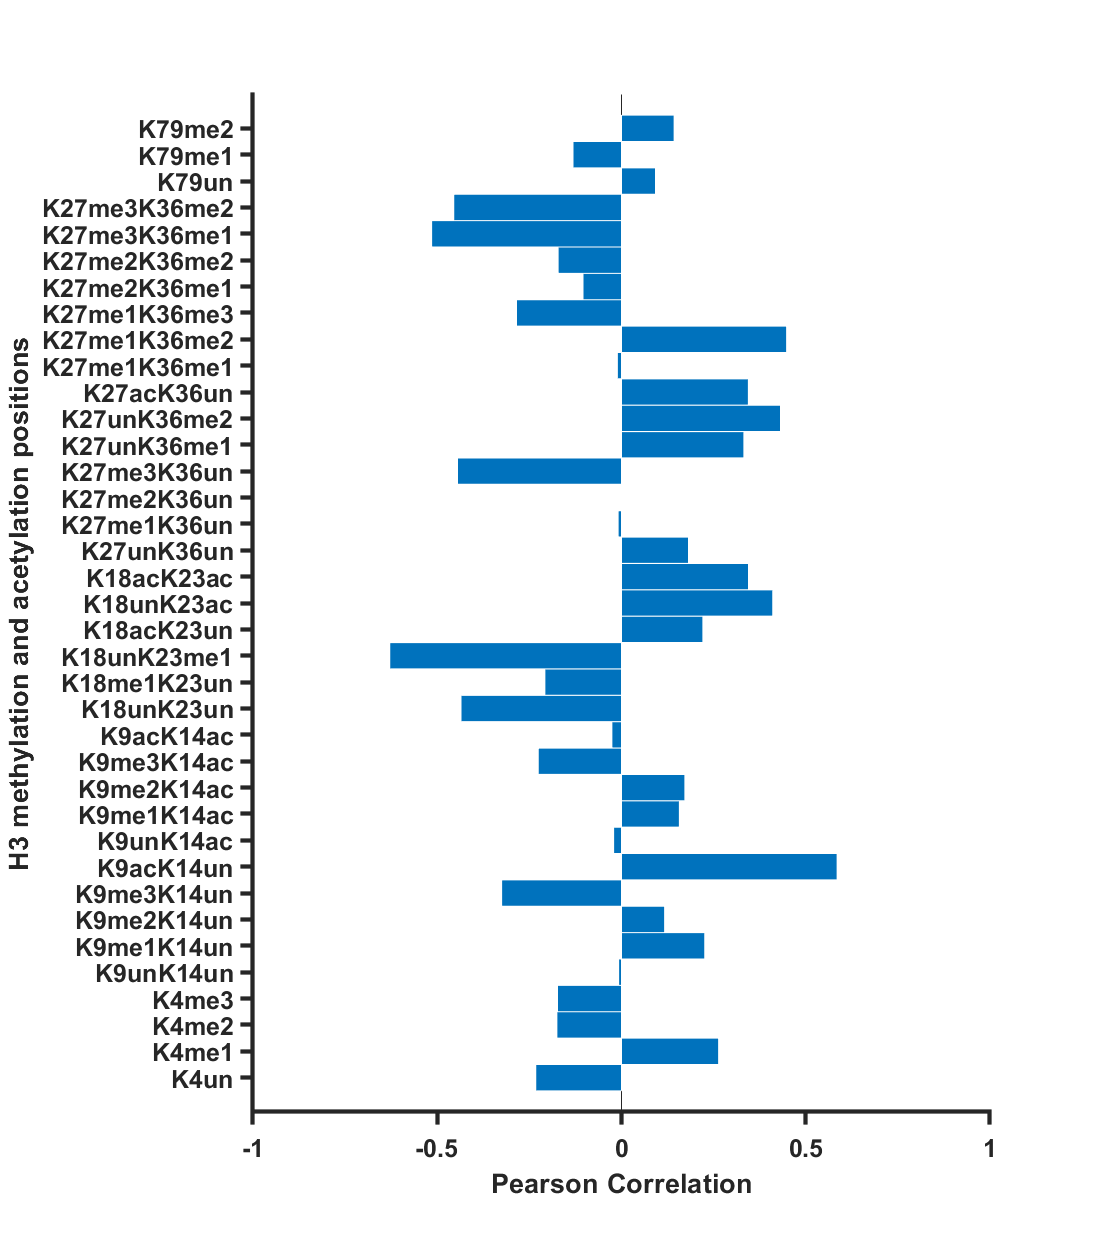 H3 methylation and acetylation positions
K79me2
K79me1
K79un
K27me3K36me2
K27me3K36me1
K27me2K36me2
K27me2K36me1
K27me1K36me3
K27me1K36me2
K27me1K36me1
K27acK36un
K27unK36me2
K27unK36me1
K27me3K36un
K27me2K36un
K27me1K36un
K27unK36un
K18acK23ac
K18unK23ac
K18acK23un
K18unK23me1
K18me1K23un
K18unK23un
K9acK14ac
K9me3K14ac
K9me2K14ac
K9me1K14ac
K9unK14ac
K9acK14un
K9me3K14un
K9me2K14un
K9me1K14un
K9unK14un
K4me3
K4me2
K4me1
K4un
-1 -0.5 0 0.5 1
Pearson Correlation